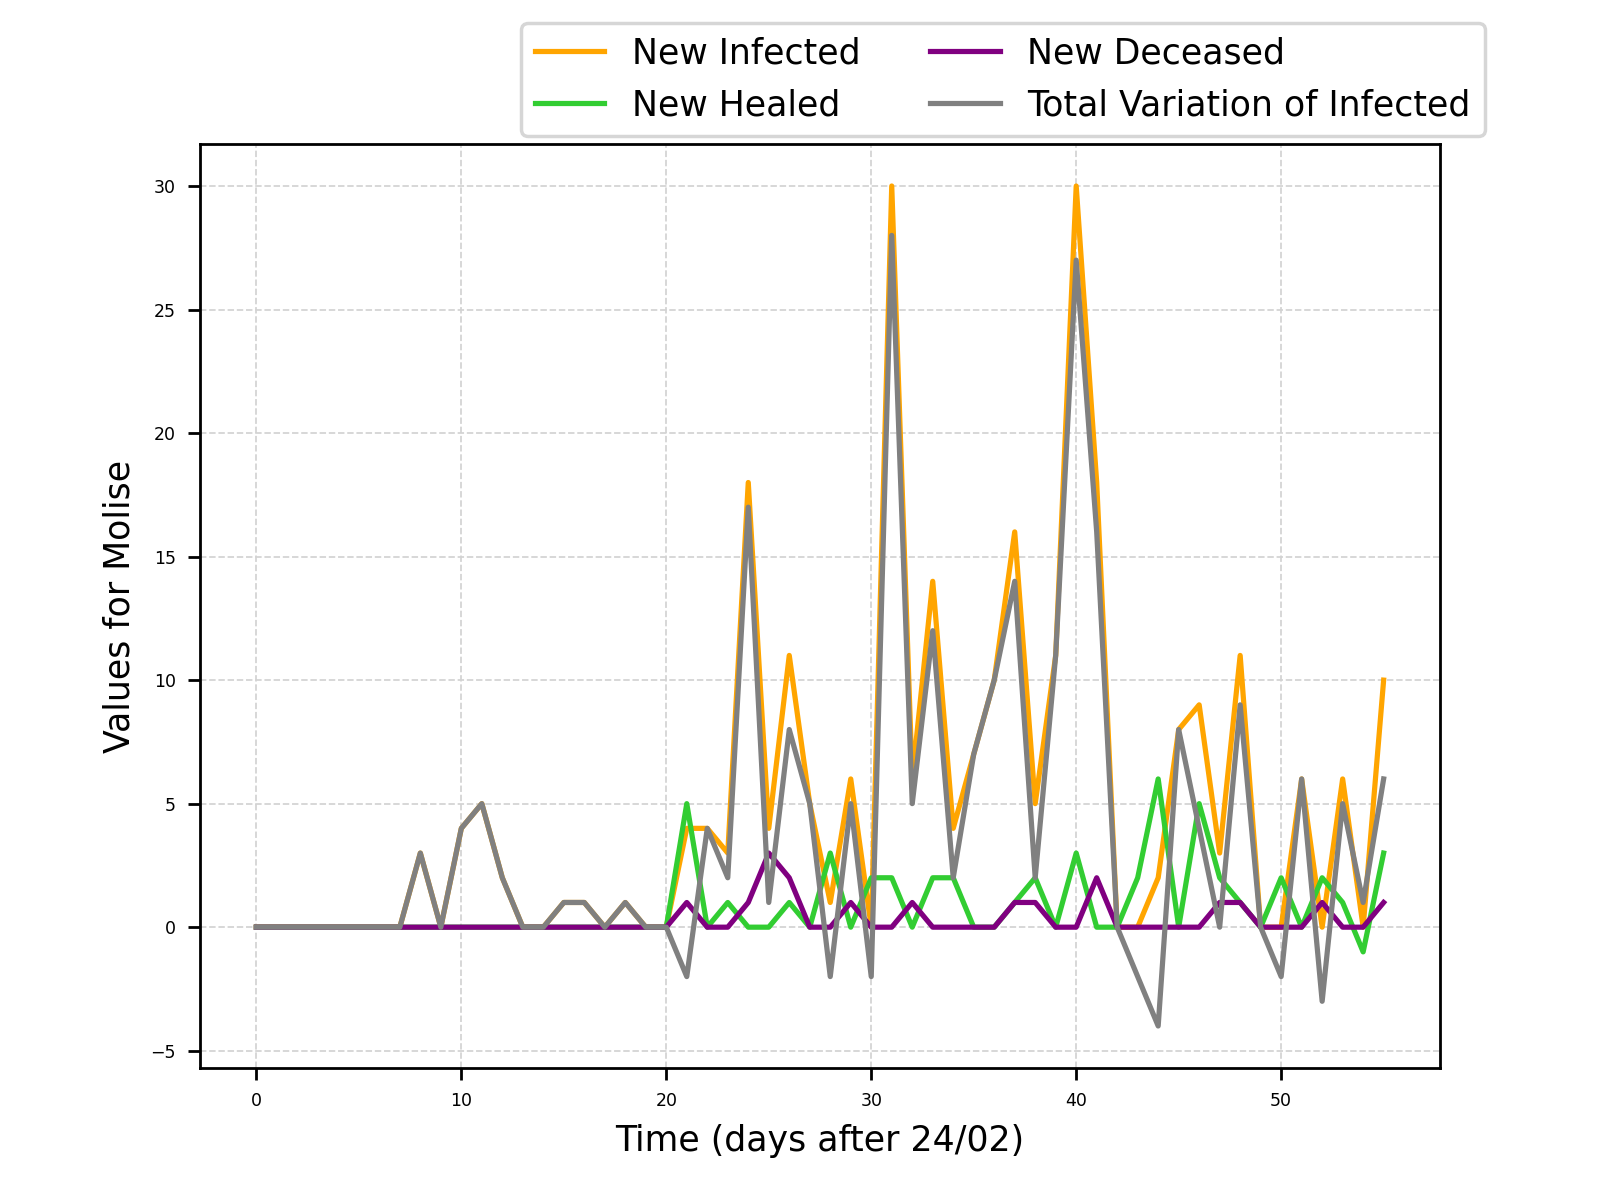 New Infected
New Healed
New Deceased
Total Variation of Infected
Values for Molise
30
25
20
15
10
5
0
−5
0 10 20 30 40 50
Time (days after 24/02)